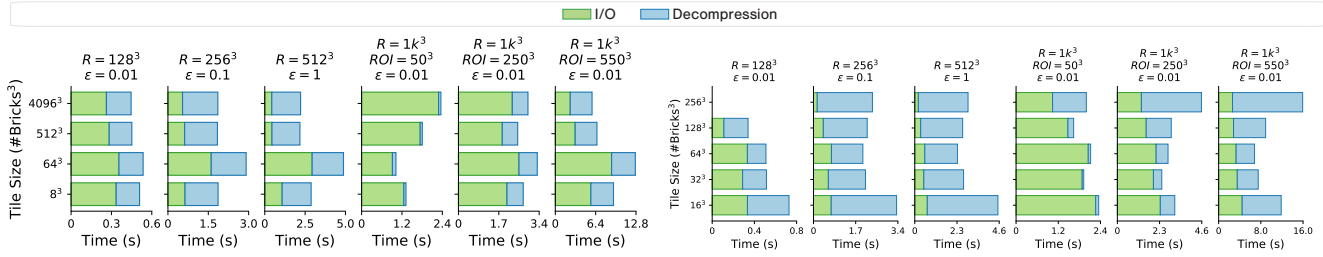 I/O Decompression
R = 128³
ε = 0.01
R = 256³
ε = 0.1
R = 512³
ε = 1
R = 1k³
ROI = 50³
ε = 0.01
R = 1k³
ROI = 250³
ε = 0.01
R = 1k³
ROI = 550³
ε = 0.01
Tile Size (#Bricks³)
4096³
512³
64³
8³
0 0.3 0.6
0 1.5 3.0
0 2.5 5.0
0 1.2 2.4
0 1.7 3.4
0 6.4 12.8
Time (s) Time (s) Time (s) Time (s) Time (s) Time (s)
R = 128³
ε = 0.01
R = 256³
ε = 0.1
R = 512³
ε = 1
R = 1k³
ROI = 50³
ε = 0.01
R = 1k³
ROI = 250³
ε = 0.01
R = 1k³
ROI = 550³
ε = 0.01
Tile Size (#Bricks³)
256³
128³
64³
32³
16³
0 0.4 0.8
0 1.7 3.4
0 2.3 4.6
0 1.2 2.4
0 2.3 4.6
0 8.0 16.0
Time (s) Time (s) Time (s) Time (s) Time (s) Time (s)